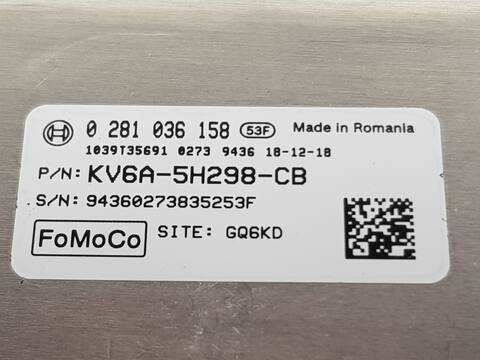 0 281 036 158 53F Made in Romania
1039T35691 0273 9436 18-12-18
P/N: KV6A-5H298-CB
S/N: 94360273835253F
FoMoCo SITE: GQ6KD